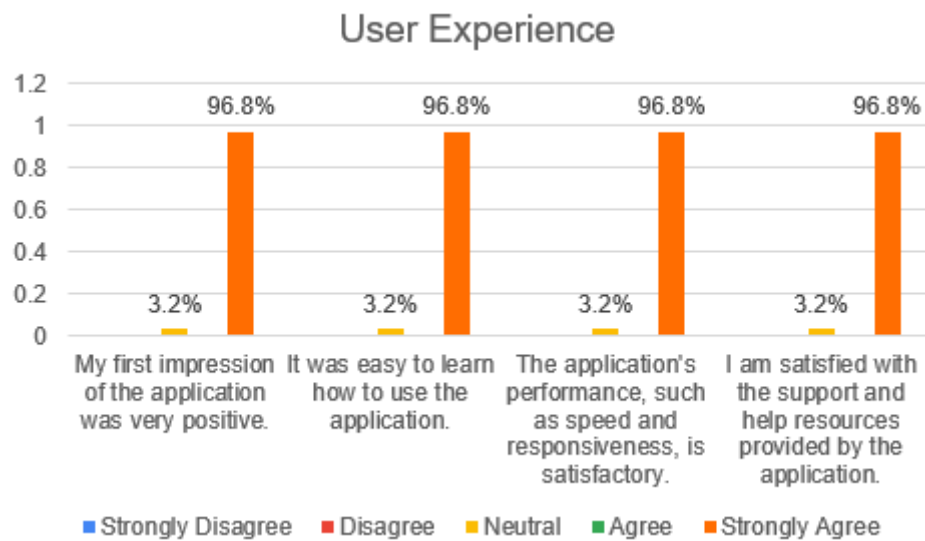 User Experience
1.2
1
0.8
0.6
0.4
0.2
0
96.8%
96.8%
96.8%
96.8%
3.2%
3.2%
3.2%
3.2%
My first impression
of the application
was very positive.
It was easy to learn
how to use the
application.
The application's
performance, such
as speed and
responsiveness, is
satisfactory.
I am satisfied with
the support and
help resources
provided by the
application.
Strongly Disagree
Disagree
Neutral
Agree
Strongly Agree